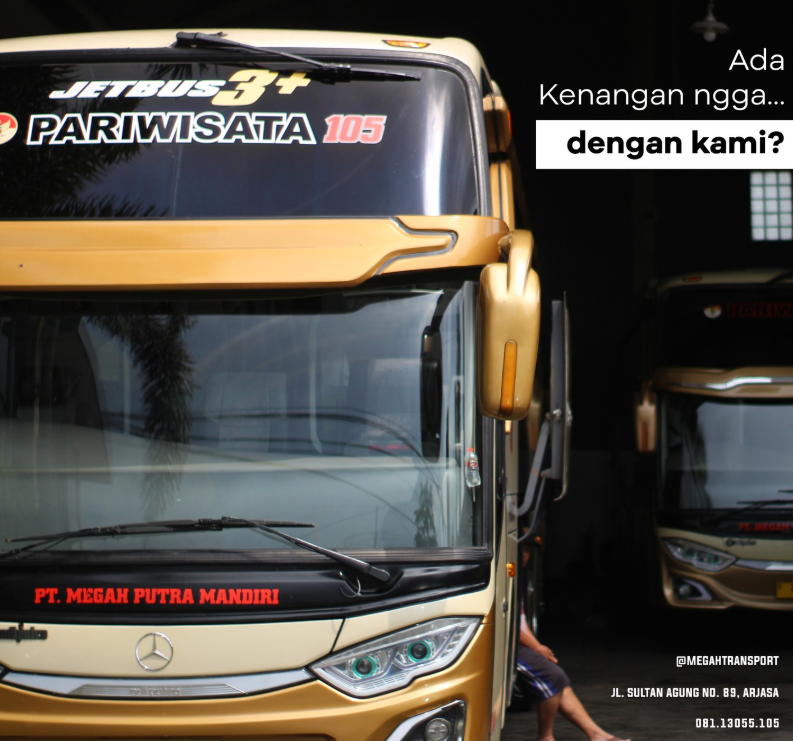 Ada
Kenangan ngga...
dengan kami?
JETBUS 3+
PARIWISATA 105
PT. MEGAH PUTRA MANDIRI
@MEGAHTRANSPORT
JL. SULTAN AGUNG NO. 89, ARJASA
081.13055.105